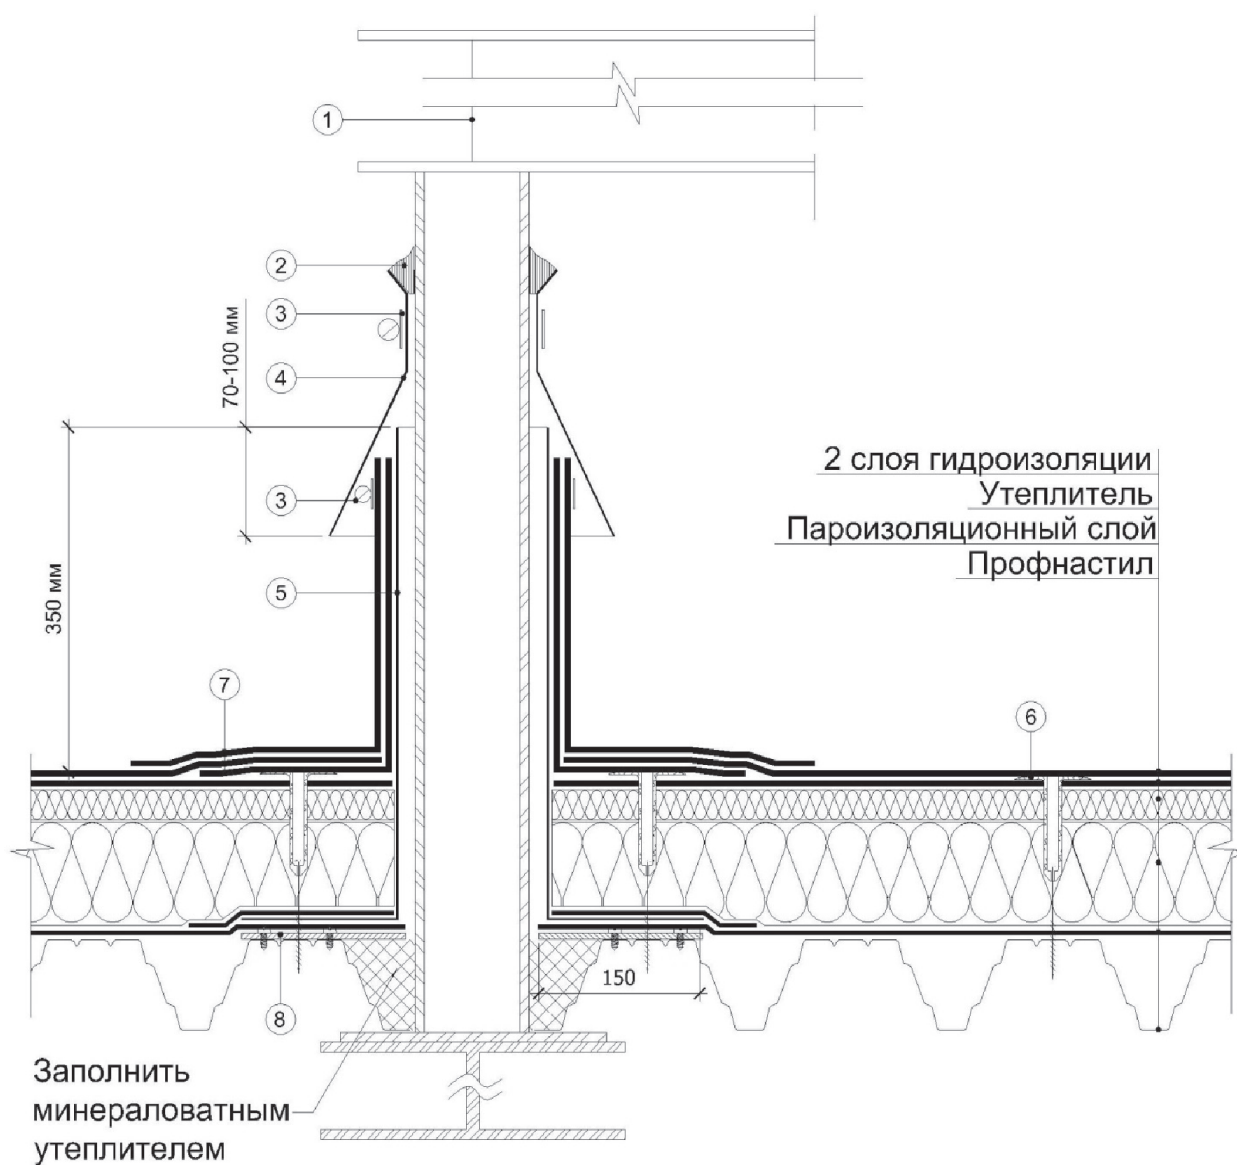 1
2
3
70-100 мм
4
2 слоя гидроизоляции
Утеплитель
Пароизоляционный слой
Профнастил
3
350 мм
5
7
6
150
8
Заполнить
минераловатным
утеплителем